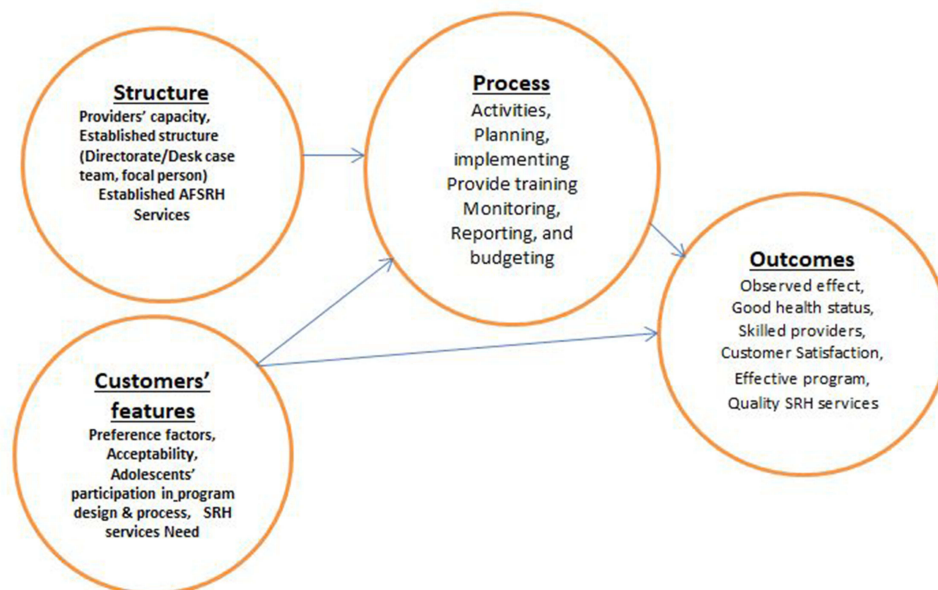 Structure
Providers' capacity,
Established structure
(Directorate/Desk case
team, focal person)
Established AFSRH
Services
Process
Activities,
Planning,
implementing
Provide training
Monitoring,
Reporting, and
budgeting
Outcomes
Observed effect,
Good health status,
Skilled providers,
Customer Satisfaction,
Effective program,
Quality SRH services
Customers'
features
Preference factors,
Acceptability,
Adolescents'
participation in program
design & process, SRH
services Need